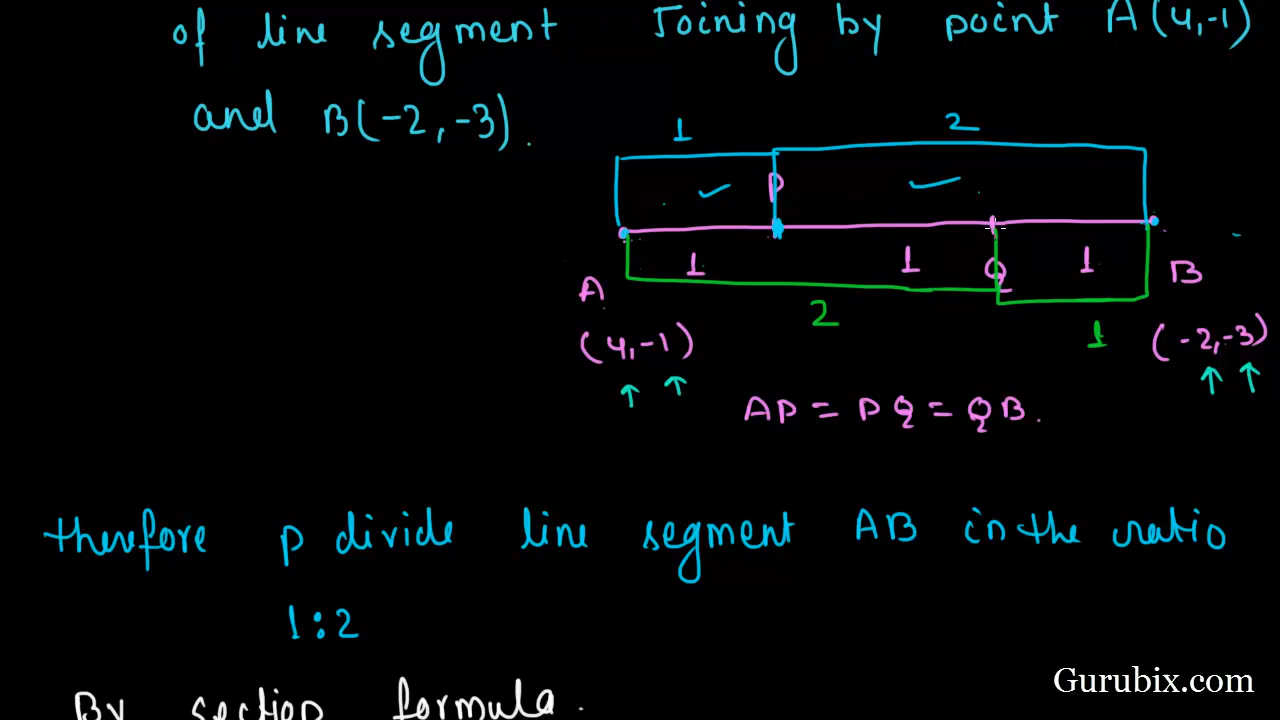 of line segment Joining by point A(4,-1)
and B(-2,-3).
1 2
P
1 1 Q 1
A B
2 1
(4,-1) (-2,-3)
AP = PQ = QB.
therefore p divide line segment AB in the ratio
1:2
By section formula.
Gurubix.com